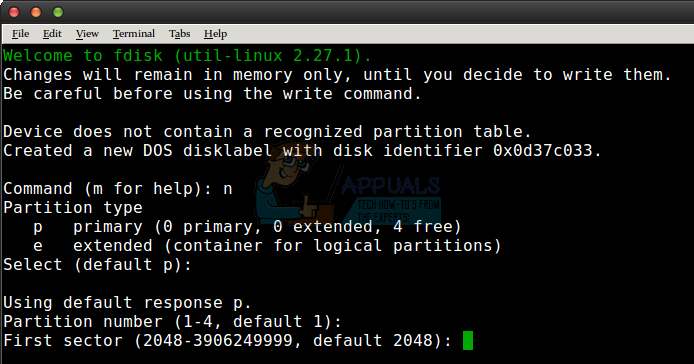 File Edit View Terminal Tabs Help
Welcome to fdisk (util-linux 2.27.1).
Changes will remain in memory only, until you decide to write them.
Be careful before using the write command.
Device does not contain a recognized partition table.
Created a new DOS disklabel with disk identifier 0x0d37c033.
Command (m for help): n
Partition type
p primary (0 primary, 0 extended, 4 free)
e extended (container for logical partitions)
Select (default p):
Using default response p.
Partition number (1-4, default 1):
First sector (2048-3906249999, default 2048):
APPUALS
TECH HOW-TO'S FROM
THE EXPERTS!